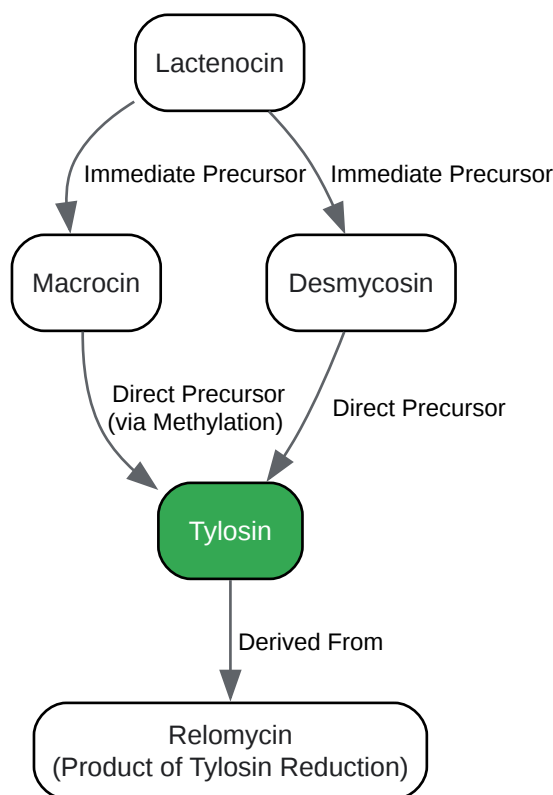 Lactenocin
Immediate Precursor
Immediate Precursor
Macrocin
Desmycosin
Direct Precursor
(via Methylation)
Direct Precursor
Tylosin
Derived From
Relomycin
(Product of Tylosin Reduction)